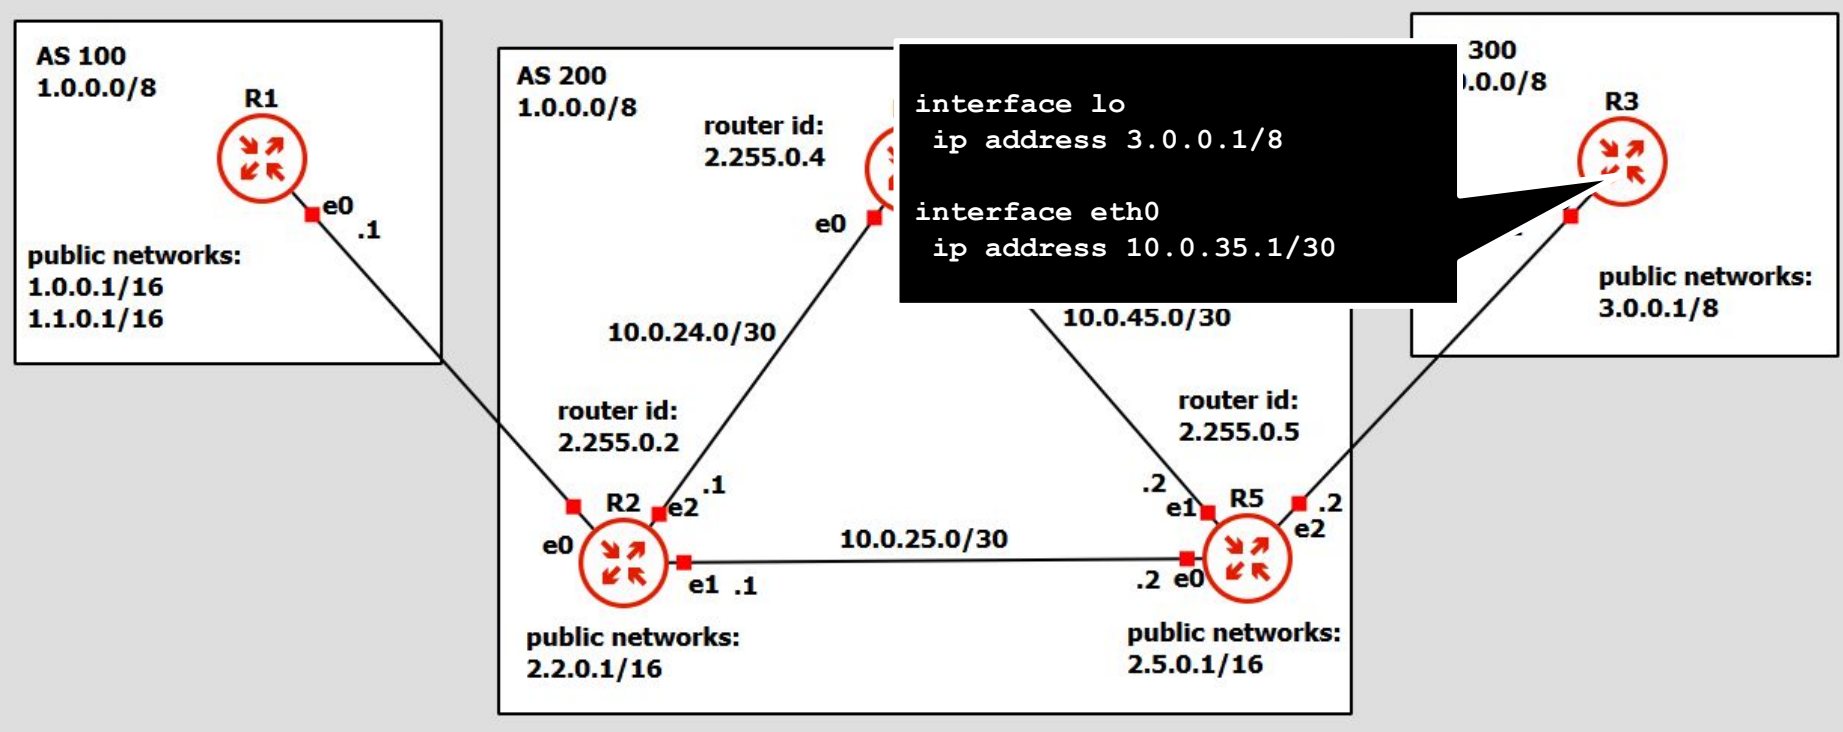 AS 100
1.0.0.0/8
R1
e0
.1
public networks:
1.0.0.1/16
1.1.0.1/16
AS 200
1.0.0.0/8
router id:
2.255.0.4
e0
interface lo
ip address 3.0.0.1/8
interface eth0
ip address 10.0.35.1/30
300
.0.0/8
R3
public networks:
3.0.0.1/8
10.0.24.0/30
10.0.45.0/30
router id:
2.255.0.2
router id:
2.255.0.5
R2
e2
.1
e0
e1 .1
10.0.25.0/30
.2
e1
R5
.2
e2
.2 e0
public networks:
2.2.0.1/16
public networks:
2.5.0.1/16